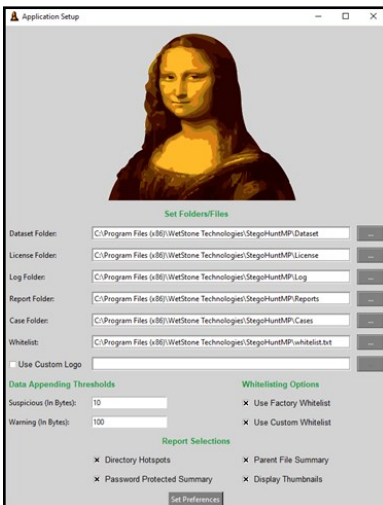 Application Setup
Set Folders/Files
Dataset Folder: C:\Program Files (x86)\WetStone Technologies\StegoHuntMP\Dataset ...
License Folder: C:\Program Files (x86)\WetStone Technologies\StegoHuntMP\License ...
Log Folder: C:\Program Files (x86)\WetStone Technologies\StegoHuntMP\Log ...
Report Folder: C:\Program Files (x86)\WetStone Technologies\StegoHuntMP\Reports ...
Case Folder: C:\Program Files (x86)\WetStone Technologies\StegoHuntMP\Cases ...
Whitelist: C:\Program Files (x86)\WetStone Technologies\StegoHuntMP\whitelist.txt ...
Use Custom Logo
Data Appending Thresholds Whitelisting Options
Suspicious (In Bytes): 10 Use Factory Whitelist
Warning (In Bytes): 100 Use Custom Whitelist
Report Selections
Directory Hotspots Parent File Summary
Password Protected Summary Display Thumbnails
Set Preferences